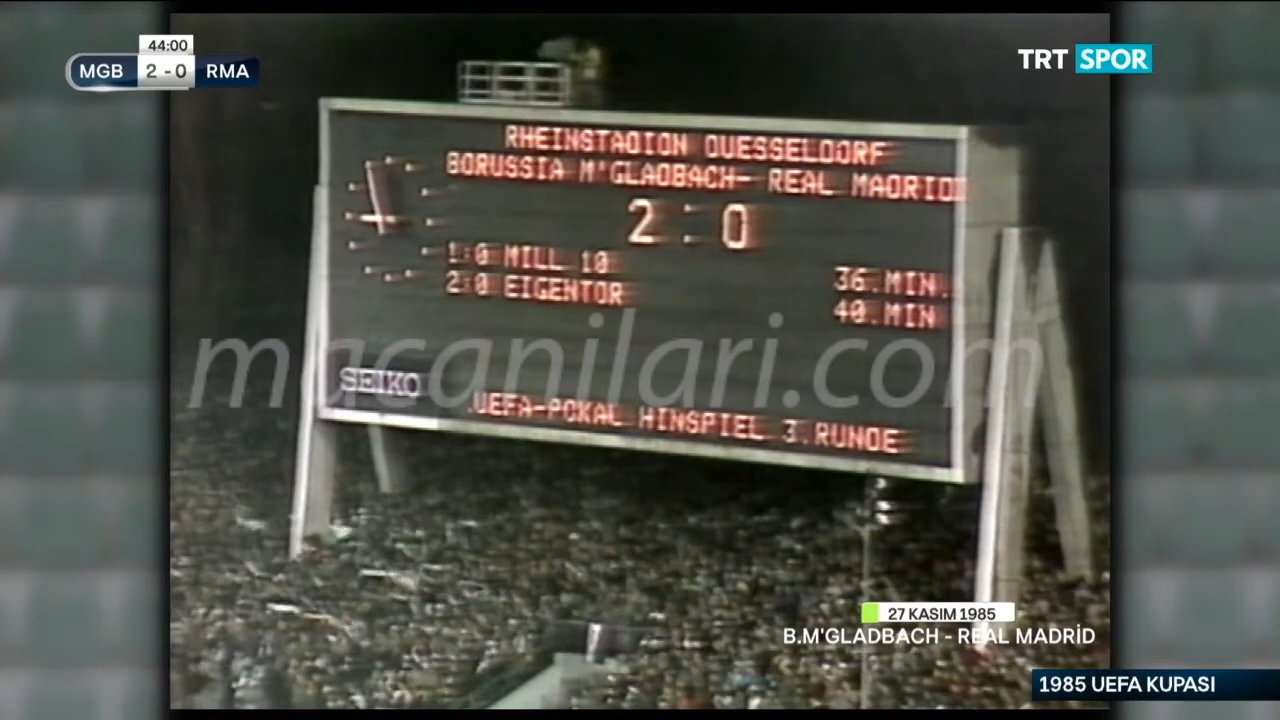 44:00
MGB 2 - 0 RMA
TRT SPOR
RHEINSTADION DUESSELDORF
BORUSSIA M'GLADBACH- REAL MADRID
2 : 0
1:0 MILL 10 36.MIN.
2:0 EIGENTOR 40.MIN
macanilari.com
SEIKO
.UEFA-POKAL HINSPIEL 3.RUNDE
27 KASIM 1985
B.M'GLADBACH - REAL MADRİD
1985 UEFA KUPASI